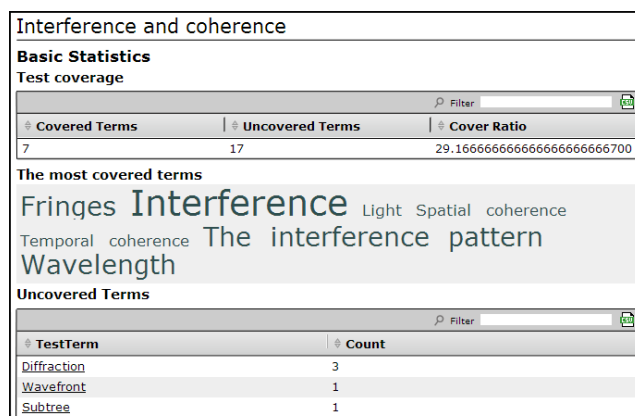 Interference and coherence
Basic Statistics
Test coverage
Filter
Covered Terms Uncovered Terms Cover Ratio
7 17 29.1666666666666666666666700
The most covered terms
Fringes Interference Light Spatial coherence
Temporal coherence The interference pattern
Wavelength
Uncovered Terms
Filter
TestTerm Count
Diffraction 3
Wavefront 1
Subtree 1